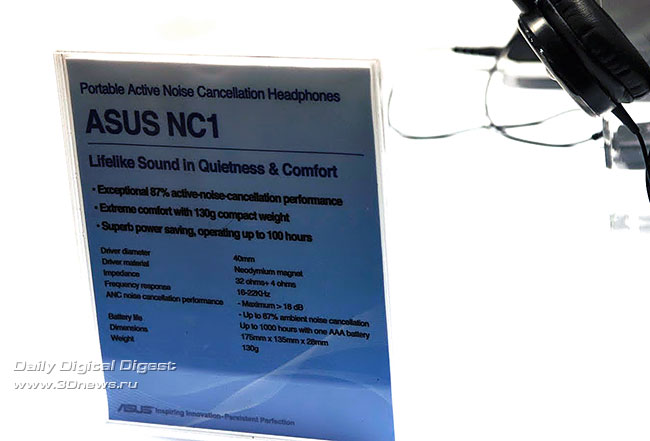 Portable Active Noise Cancellation Headphones
ASUS NC1
Lifelike Sound in Quietness & Comfort
• Exceptional 87% active-noise-cancellation performance
• Extreme comfort with 130g compact weight
• Superb power saving, operating up to 100 hours
Driver diameter 40mm
Driver material Neodymium magnet
Impedance 32 ohms+ 4 ohms
Frequency response 16-22KHz
ANC noise cancellation performance - Maximum > 18 dB
- Up to 87% ambient noise cancellation
Battery life Up to 1000 hours with one AAA battery
Dimensions 175mm x 135mm x 28mm
Weight 130g
Daily Digital Digest
www.3Dnews.ru
ASUS Inspiring Innovation • Persistent Perfection